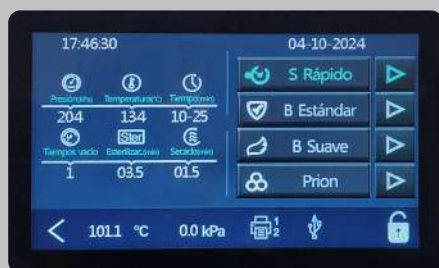 17:46:30
04-10-2024
Presión(kPa) Temperatura(°C) Tiempo(min)
204 134 10-25
Tiempos vacío Esterilizac.(min) Secado(min)
1 03.5 01.5
S Rápido
B Estándar
B Suave
Prion
101.1 °C 0.0 kPa 1 2